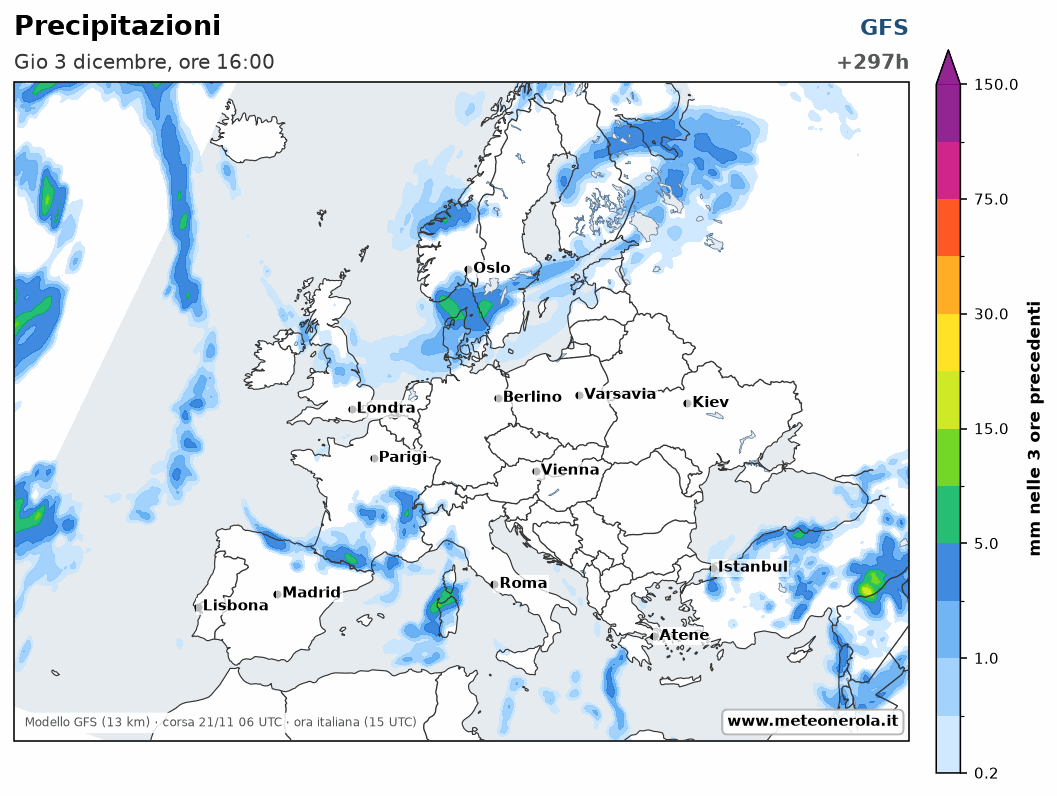 Precipitazioni
GFS
Gio 3 dicembre, ore 16:00
+297h
150.0
75.0
30.0
15.0
5.0
1.0
0.2
mm nelle 3 ore precedenti
Oslo
Berlino
Varsavia
Kiev
Londra
Parigi
Vienna
Istanbul
Roma
Madrid
Lisbona
Atene
Modello GFS (13 km) · corsa 21/11 06 UTC · ora italiana (15 UTC)
www.meteonerola.it